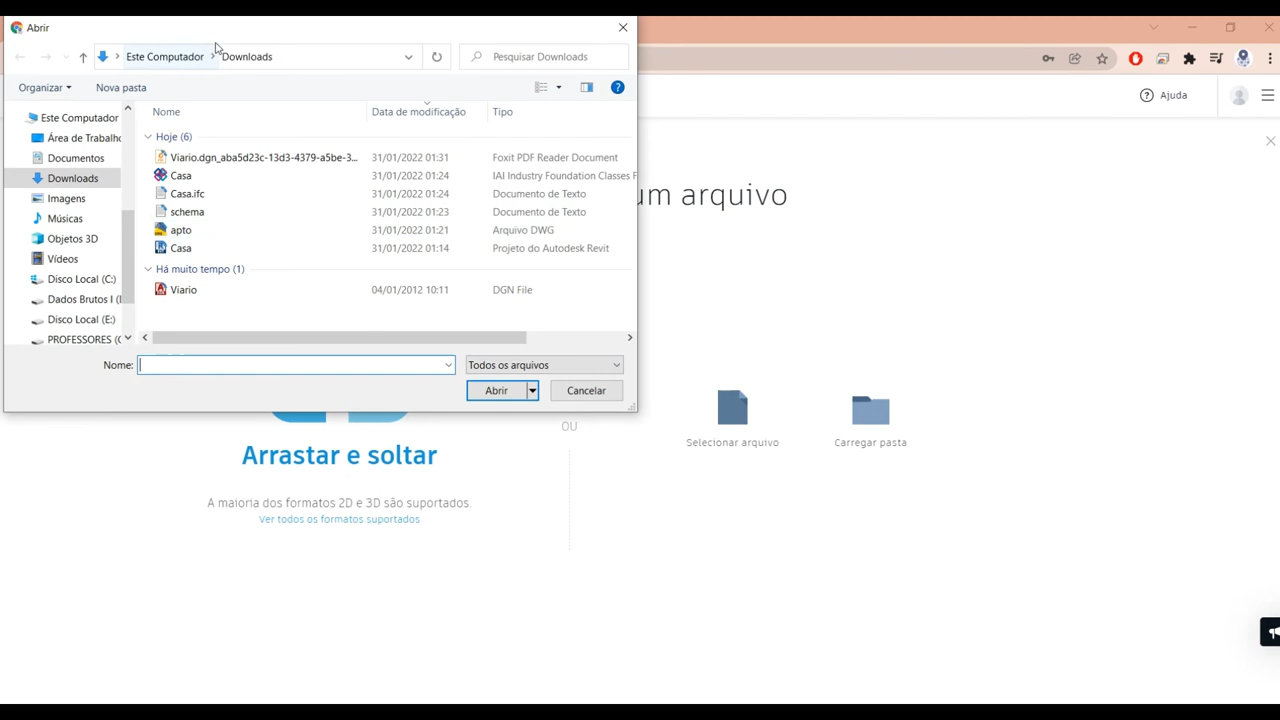 Abrir
Este Computador > Downloads
Pesquisar Downloads
Organizar
Nova pasta
?
Ajuda
Este Computador
Área de Trabalho
Documentos
Downloads
Imagens
Músicas
Objetos 3D
Vídeos
Disco Local (C:)
Dados Brutos I (
Disco Local (E:)
PROFESSORES (
Nome Data de modificação Tipo
Hoje (6)
Viario.dgn_aba5d23c-13d3-4379-a5be-3... 31/01/2022 01:31 Foxit PDF Reader Document
Casa 31/01/2022 01:24 IAI Industry Foundation Classes F
Casa.ifc 31/01/2022 01:24 Documento de Texto
schema 31/01/2022 01:23 Documento de Texto
apto 31/01/2022 01:21 Arquivo DWG
Casa 31/01/2022 01:14 Projeto do Autodesk Revit
Há muito tempo (1)
Viario 04/01/2012 10:11 DGN File
Nome:
Todos os arquivos
Abrir
Cancelar
um arquivo
OU
Selecionar arquivo
Carregar pasta
Arrastar e soltar
A maioria dos formatos 2D e 3D são suportados.
Ver todos os formatos suportados